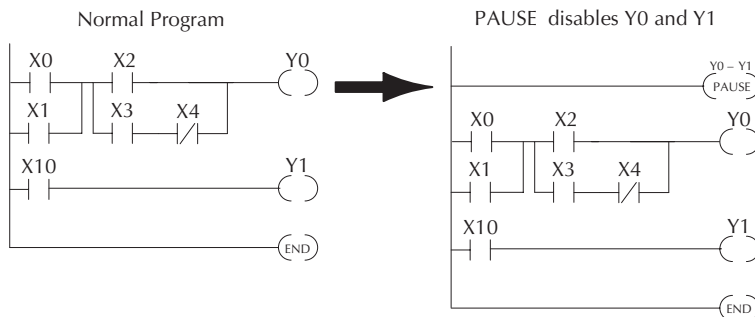 Normal Program
X0 X2 Y0
X1 X3 X4
X10 Y1
END
PAUSE disables Y0 and Y1
Y0 – Y1
PAUSE
X0 X2 Y0
X1 X3 X4
X10 Y1
END